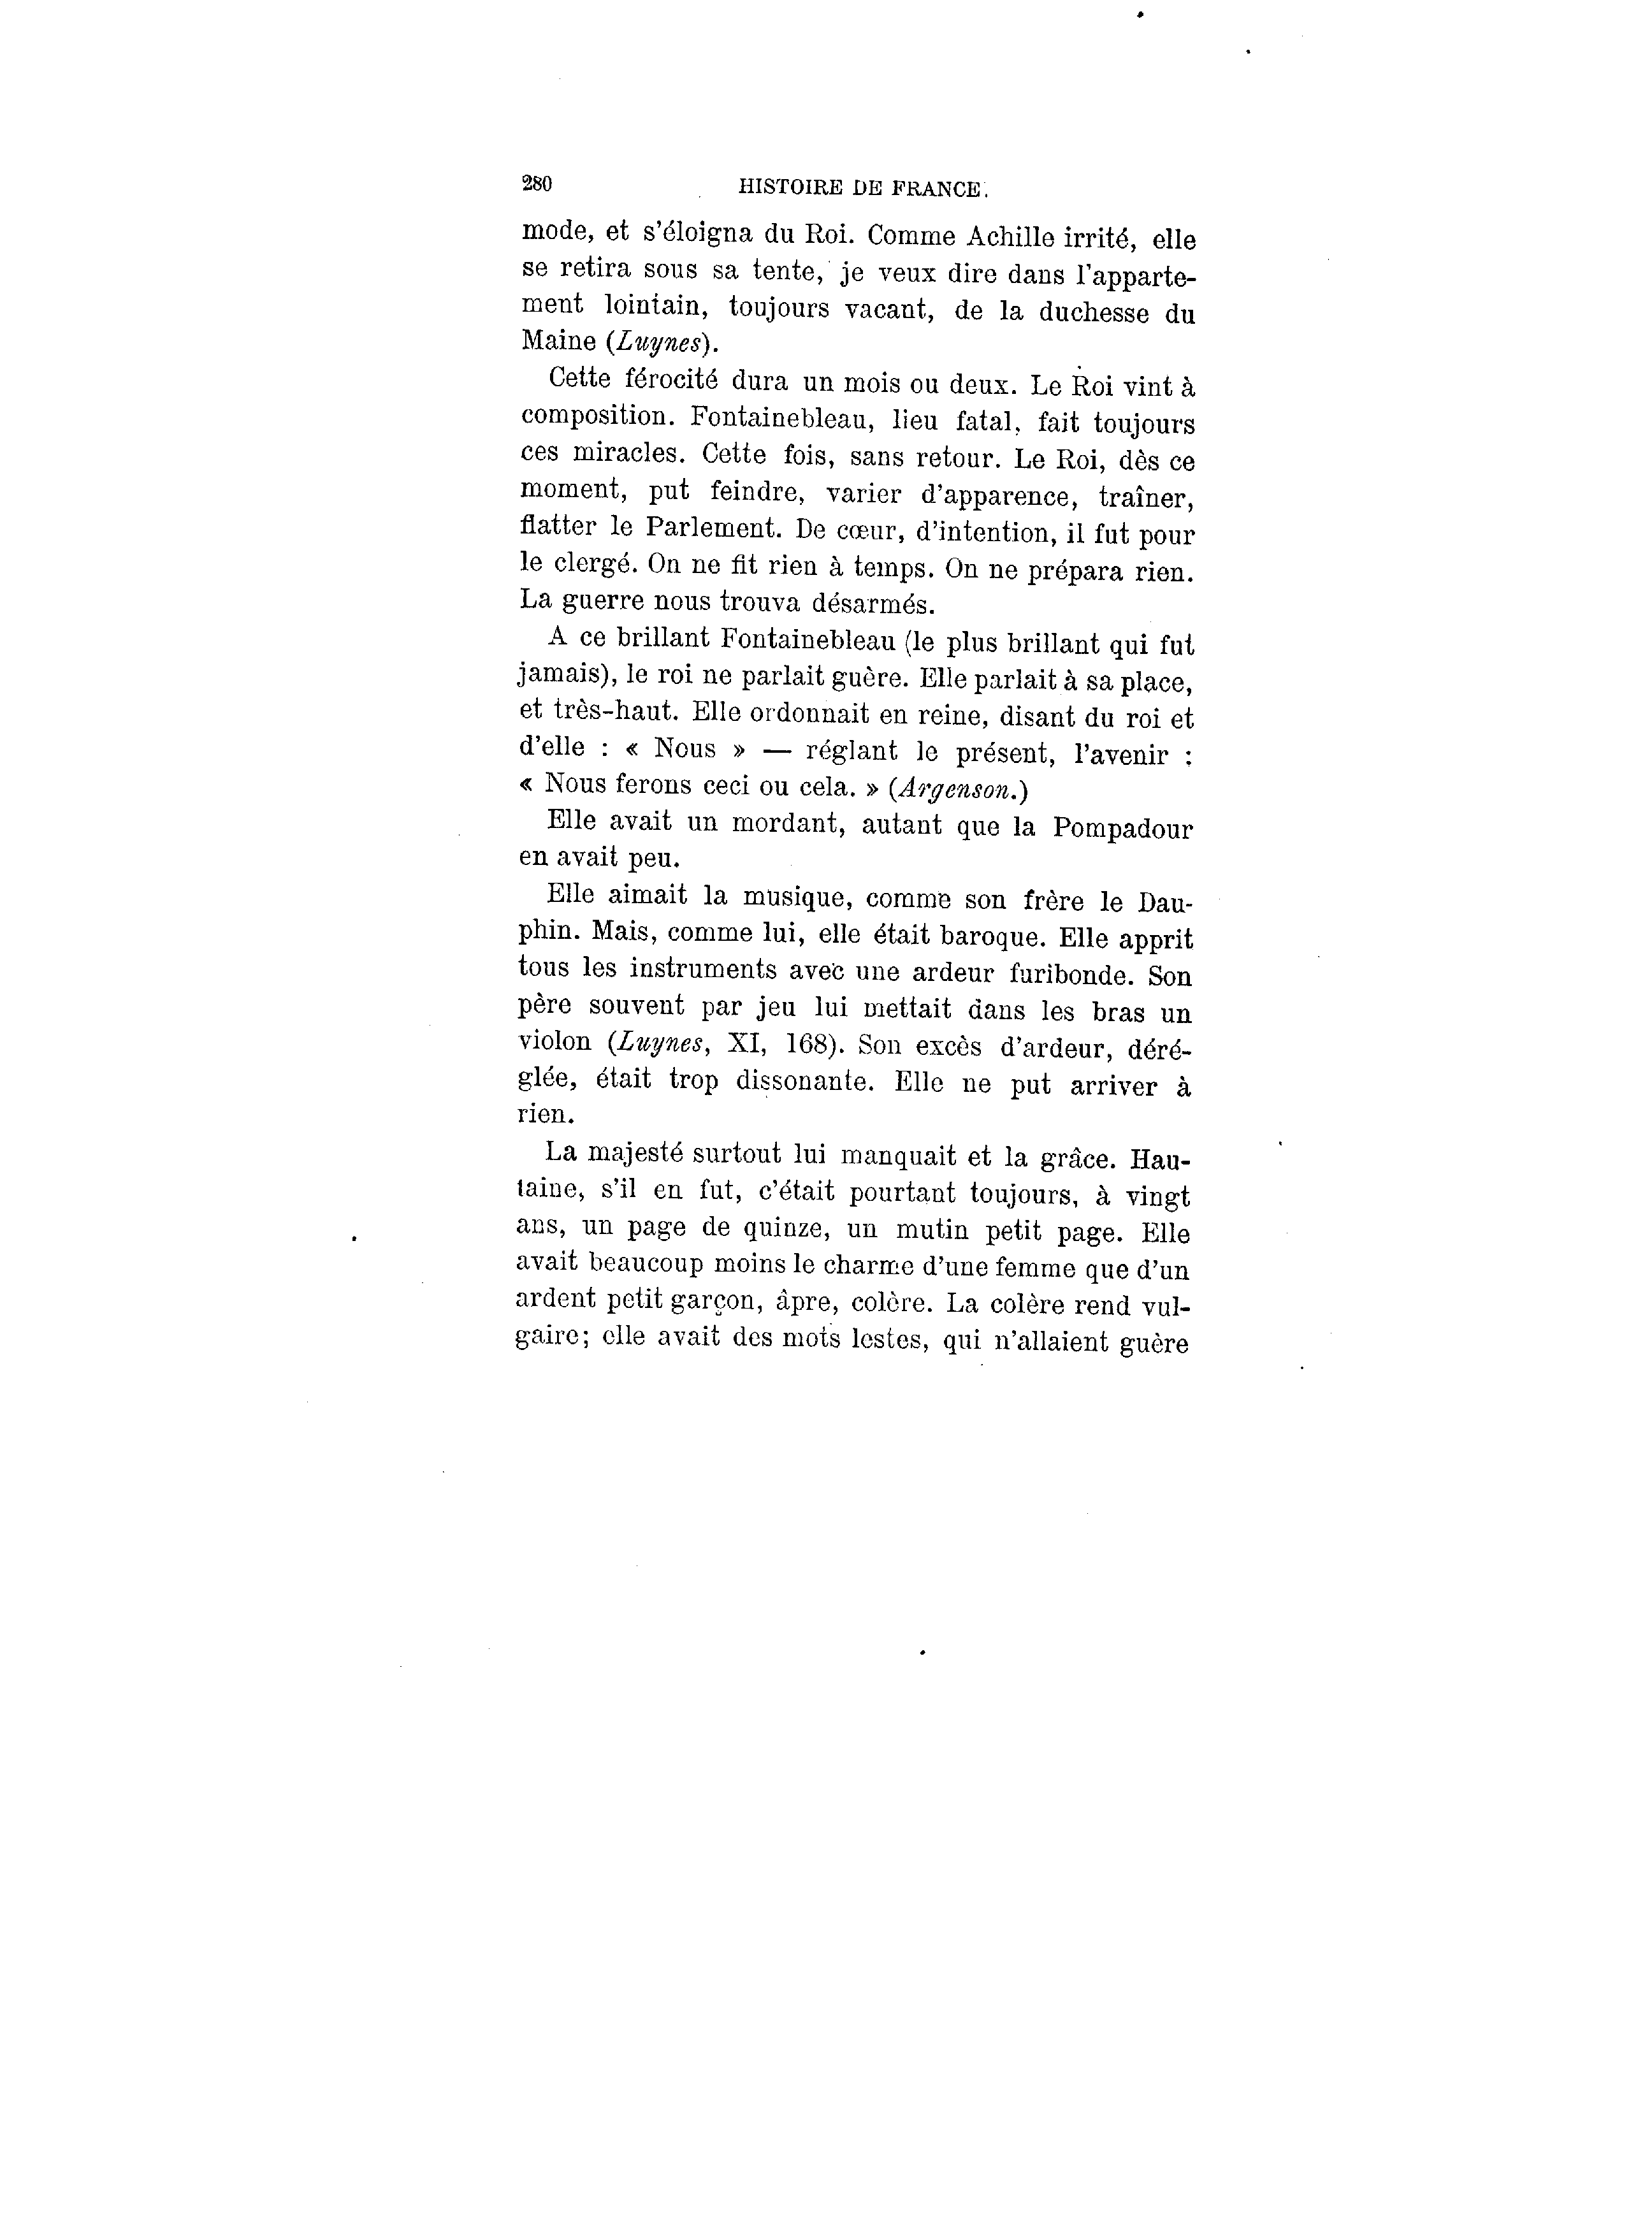 280 HISTOIRE DE FRANCE.
mode, et s'éloigna du Roi. Comme Achille irrité, elle
se retira sous sa tente, je veux dire dans l'apparte-
ment lointain, toujours vacant, de la duchesse du
Maine (Luynes).
Cette férocité dura un mois ou deux. Le Roi vint à
composition. Fontainebleau, lieu fatal, fait toujours
ces miracles. Cette fois, sans retour. Le Roi, dès ce
moment, put feindre, varier d'apparence, traîner,
flatter le Parlement. De cœur, d'intention, il fut pour
le clergé. On ne fit rien à temps. On ne prépara rien.
La guerre nous trouva désarmés.
A ce brillant Fontainebleau (le plus brillant qui fut
jamais), le roi ne parlait guère. Elle parlait à sa place,
et très-haut. Elle ordonnait en reine, disant du roi et
d'elle : « Nous » — réglant le présent, l'avenir :
« Nous ferons ceci ou cela. » (Argenson.)
Elle avait un mordant, autant que la Pompadour
en avait peu.
Elle aimait la musique, comme son frère le Dau-
phin. Mais, comme lui, elle était baroque. Elle apprit
tous les instruments avec une ardeur furibonde. Son
père souvent par jeu lui mettait dans les bras un
violon (Luynes, XI, 168). Son excès d'ardeur, déré-
glée, était trop dissonante. Elle ne put arriver à
rien.
La majesté surtout lui manquait et la grâce. Hau-
taine, s'il en fut, c'était pourtant toujours, à vingt
ans, un page de quinze, un mutin petit page. Elle
avait beaucoup moins le charme d'une femme que d'un
ardent petit garçon, âpre, colère. La colère rend vul-
gaire; elle avait des mots lestes, qui n'allaient guère